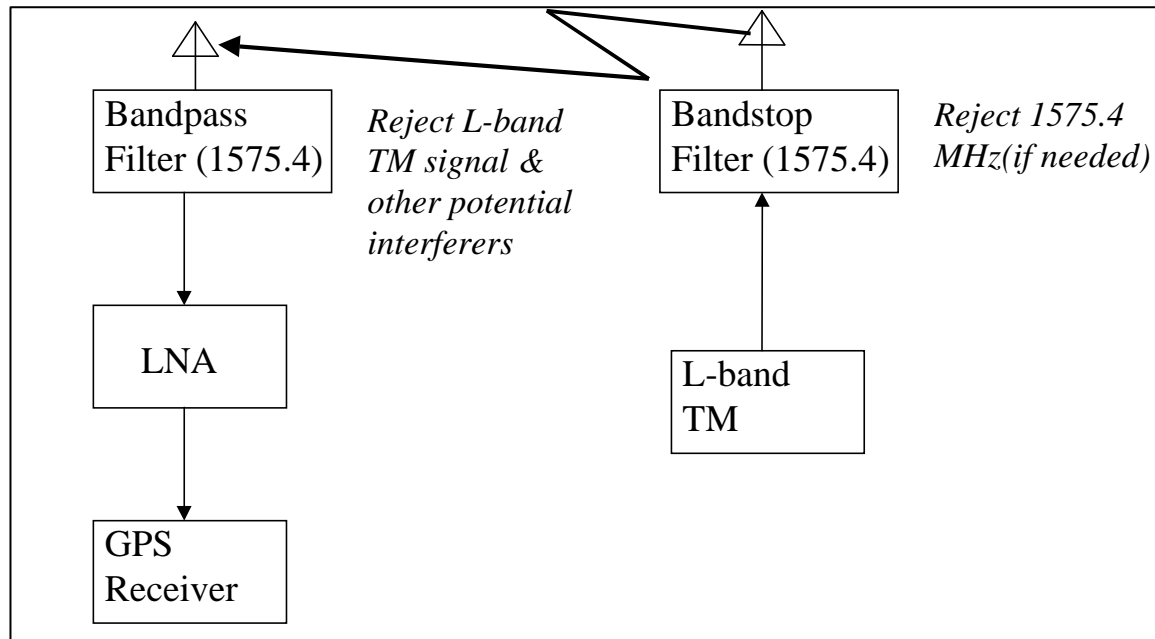 Bandpass
Filter (1575.4)
Reject L-band
TM signal &
other potential
interferers
Bandstop
Filter (1575.4)
Reject 1575.4
MHz(if needed)
LNA
L-band
TM
GPS
Receiver